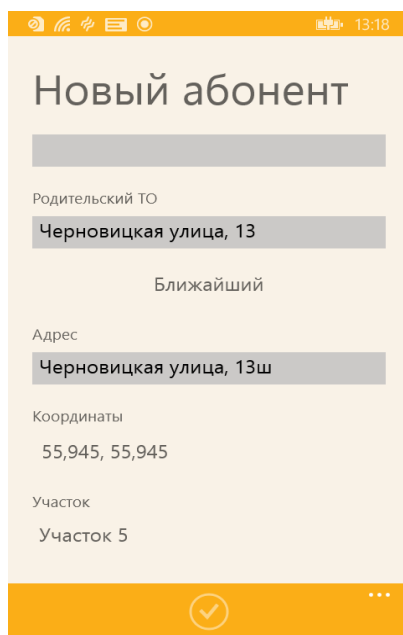 13:18
Новый абонент
Родительский ТО
Черновицкая улица, 13
Ближайший
Адрес
Черновицкая улица, 13ш
Координаты
55,945, 55,945
Участок
Участок 5